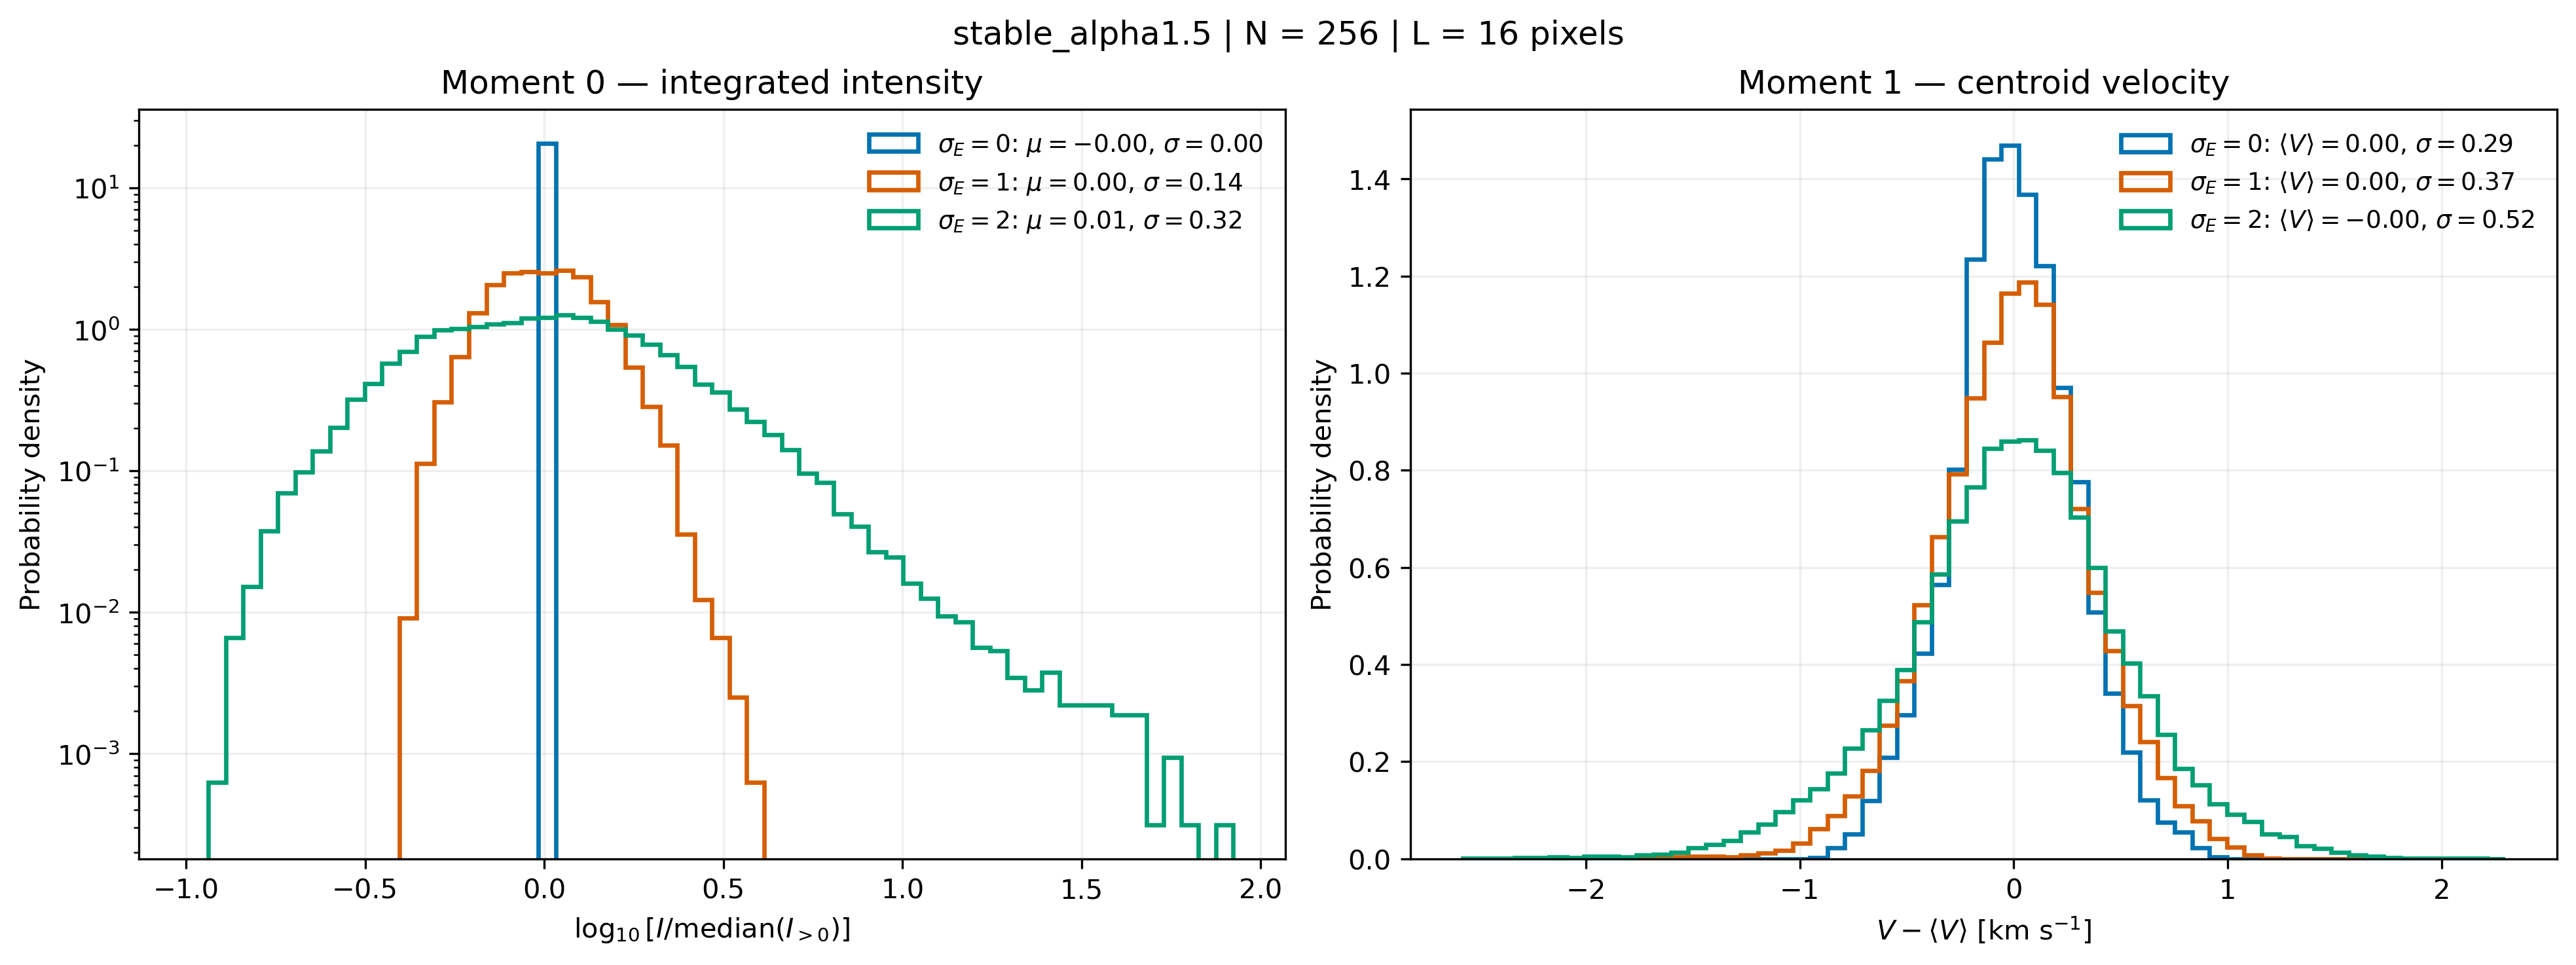 stable_alpha1.5 | N = 256 | L = 16 pixels
Moment 0 — integrated intensity
σ_E = 0: μ = −0.00, σ = 0.00
σ_E = 1: μ = 0.00, σ = 0.14
σ_E = 2: μ = 0.01, σ = 0.32
Probability density
10¹
10⁰
10⁻¹
10⁻²
10⁻³
−1.0 −0.5 0.0 0.5 1.0 1.5 2.0
log₁₀ [I/median(I_{>0})]
Moment 1 — centroid velocity
σ_E = 0: ⟨V⟩ = 0.00, σ = 0.29
σ_E = 1: ⟨V⟩ = 0.00, σ = 0.37
σ_E = 2: ⟨V⟩ = −0.00, σ = 0.52
Probability density
1.4
1.2
1.0
0.8
0.6
0.4
0.2
0.0
−2 −1 0 1 2
V − ⟨V⟩ [km s⁻¹]